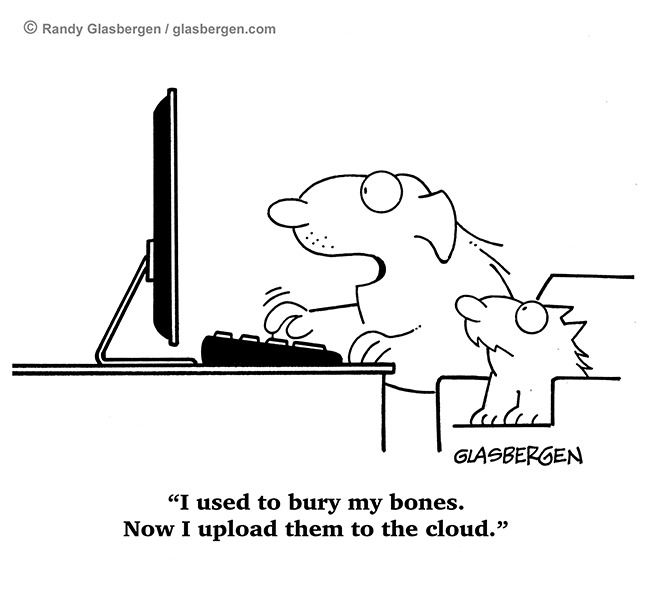 © Randy Glasbergen / glasbergen.com
GLASBERGEN
“I used to bury my bones.
Now I upload them to the cloud.”